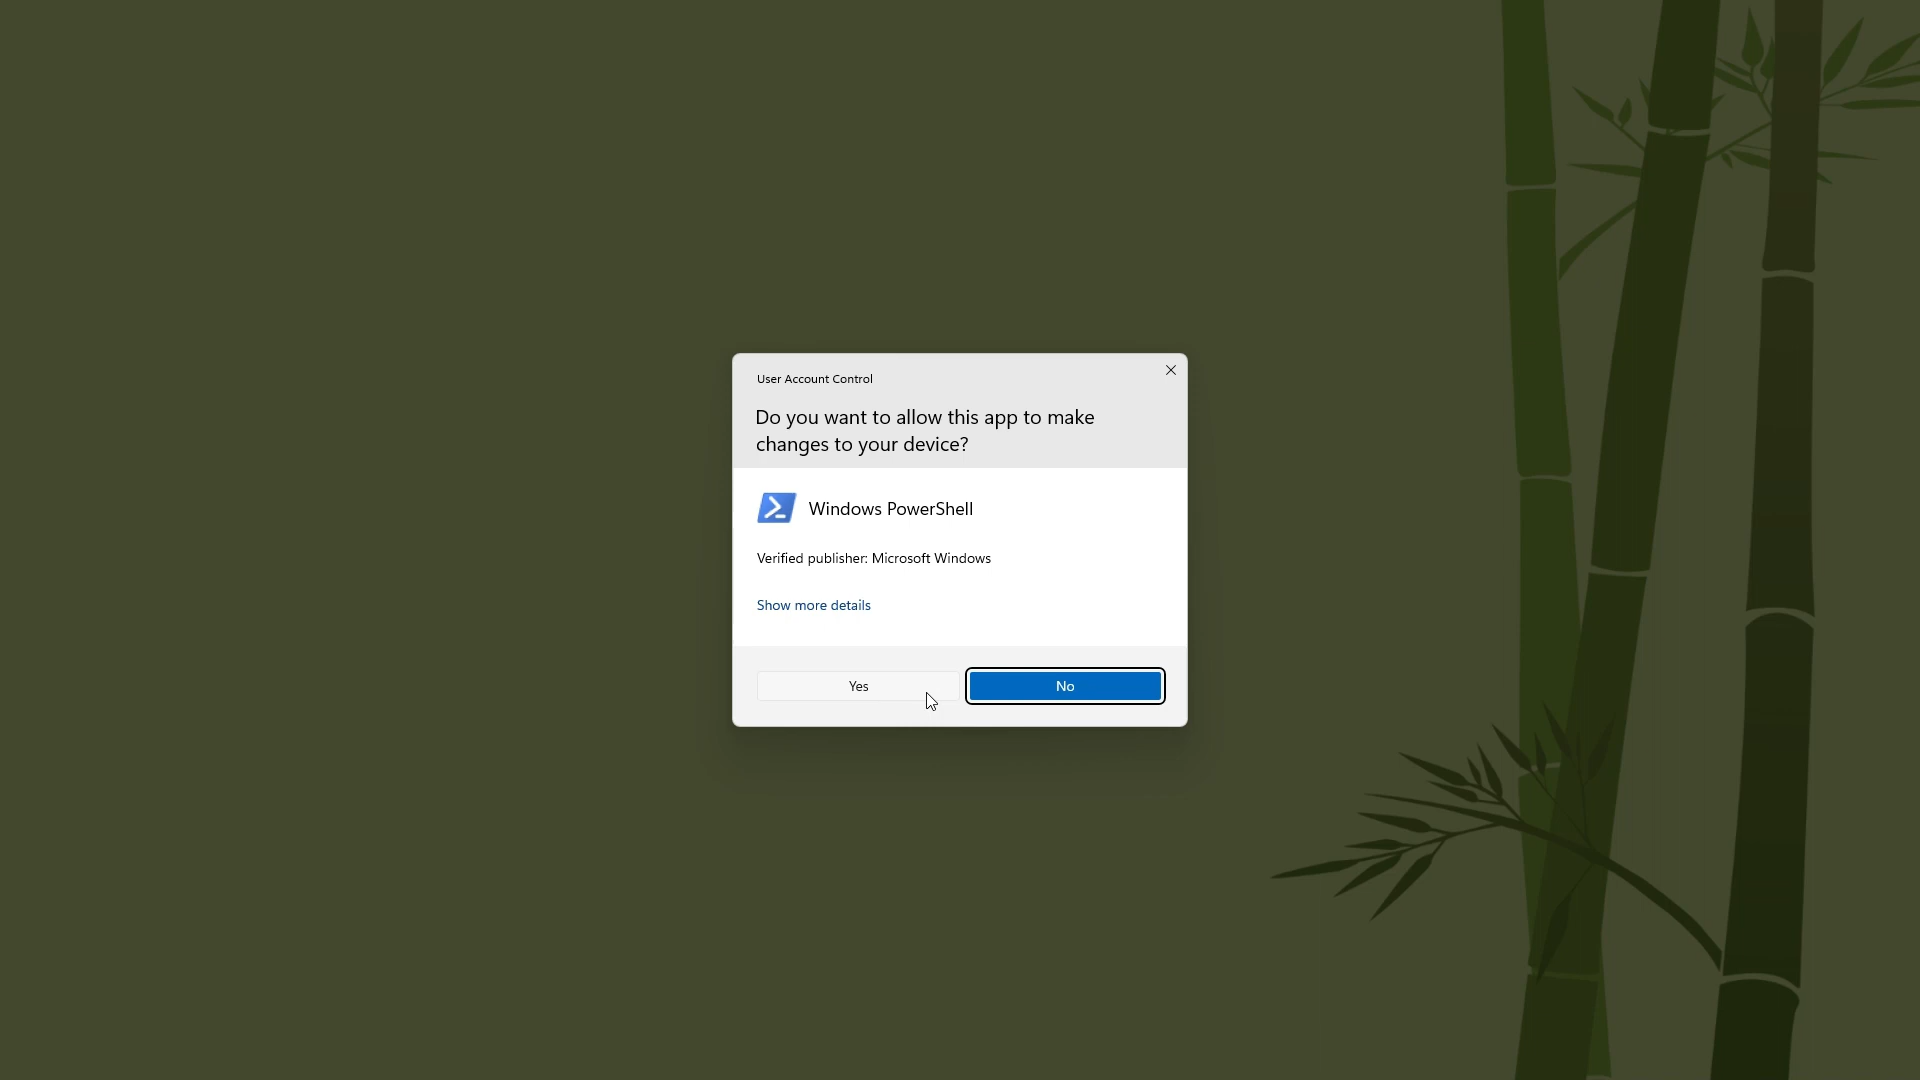 User Account Control
Do you want to allow this app to make
changes to your device?
Windows PowerShell
Verified publisher: Microsoft Windows
Show more details
Yes
No